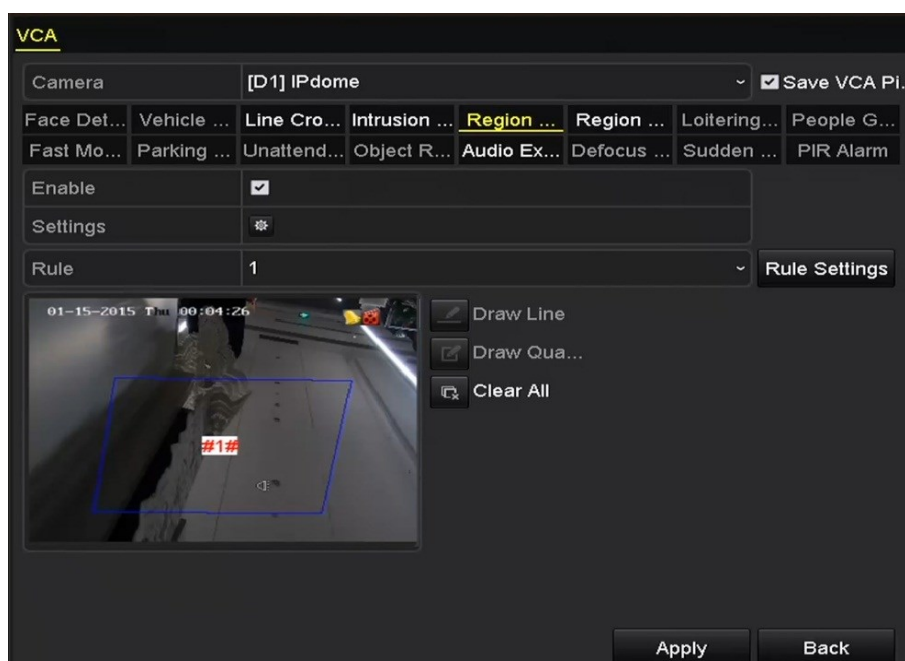 VCA
Camera [D1] IPdome Save VCA Pi.
Face Det... Vehicle ... Line Cro... Intrusion ... Region ... Region ... Loitering... People G...
Fast Mo... Parking ... Unattend... Object R... Audio Ex... Defocus ... Sudden ... PIR Alarm
Enable
Settings
Rule 1 Rule Settings
01-15-2015 Thu 00:04:26
Draw Line
Draw Qua...
Clear All
#1#
Apply Back